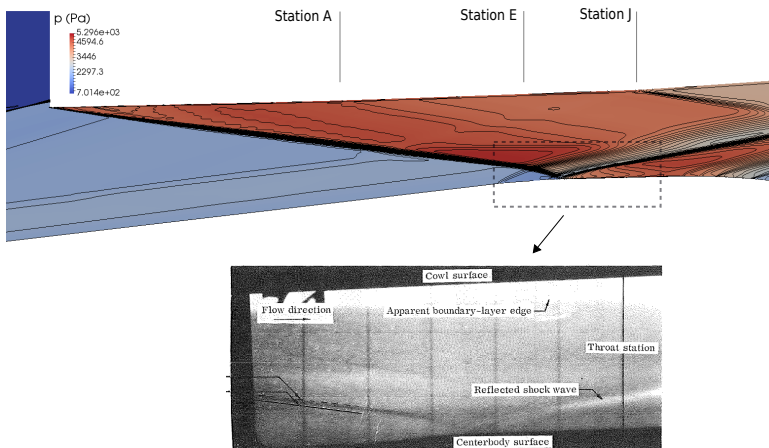 Station A
Station E
Station J
p (Pa)
5.296e+03
4594.6
3446
2297.3
7.014e+02
Cowl surface
Flow direction
Apparent boundary-layer edge
Throat station
Reflected shock wave
Centerbody surface